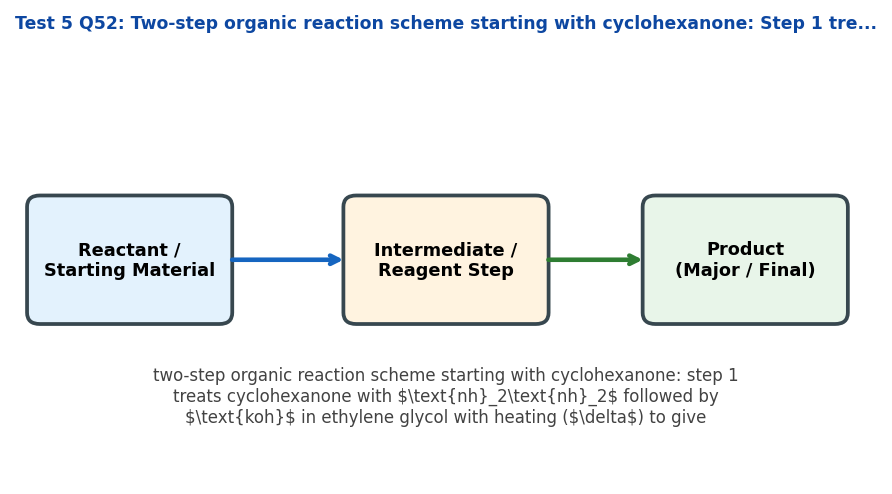 Test 5 Q52: Two-step organic reaction scheme starting with cyclohexanone: Step 1 tre...
Reactant /
Starting Material
Intermediate /
Reagent Step
Product
(Major / Final)
two-step organic reaction scheme starting with cyclohexanone: step 1
treats cyclohexanone with $\text{nh}_2\text{nh}_2$ followed by
$\text{koh}$ in ethylene glycol with heating ($\delta$) to give